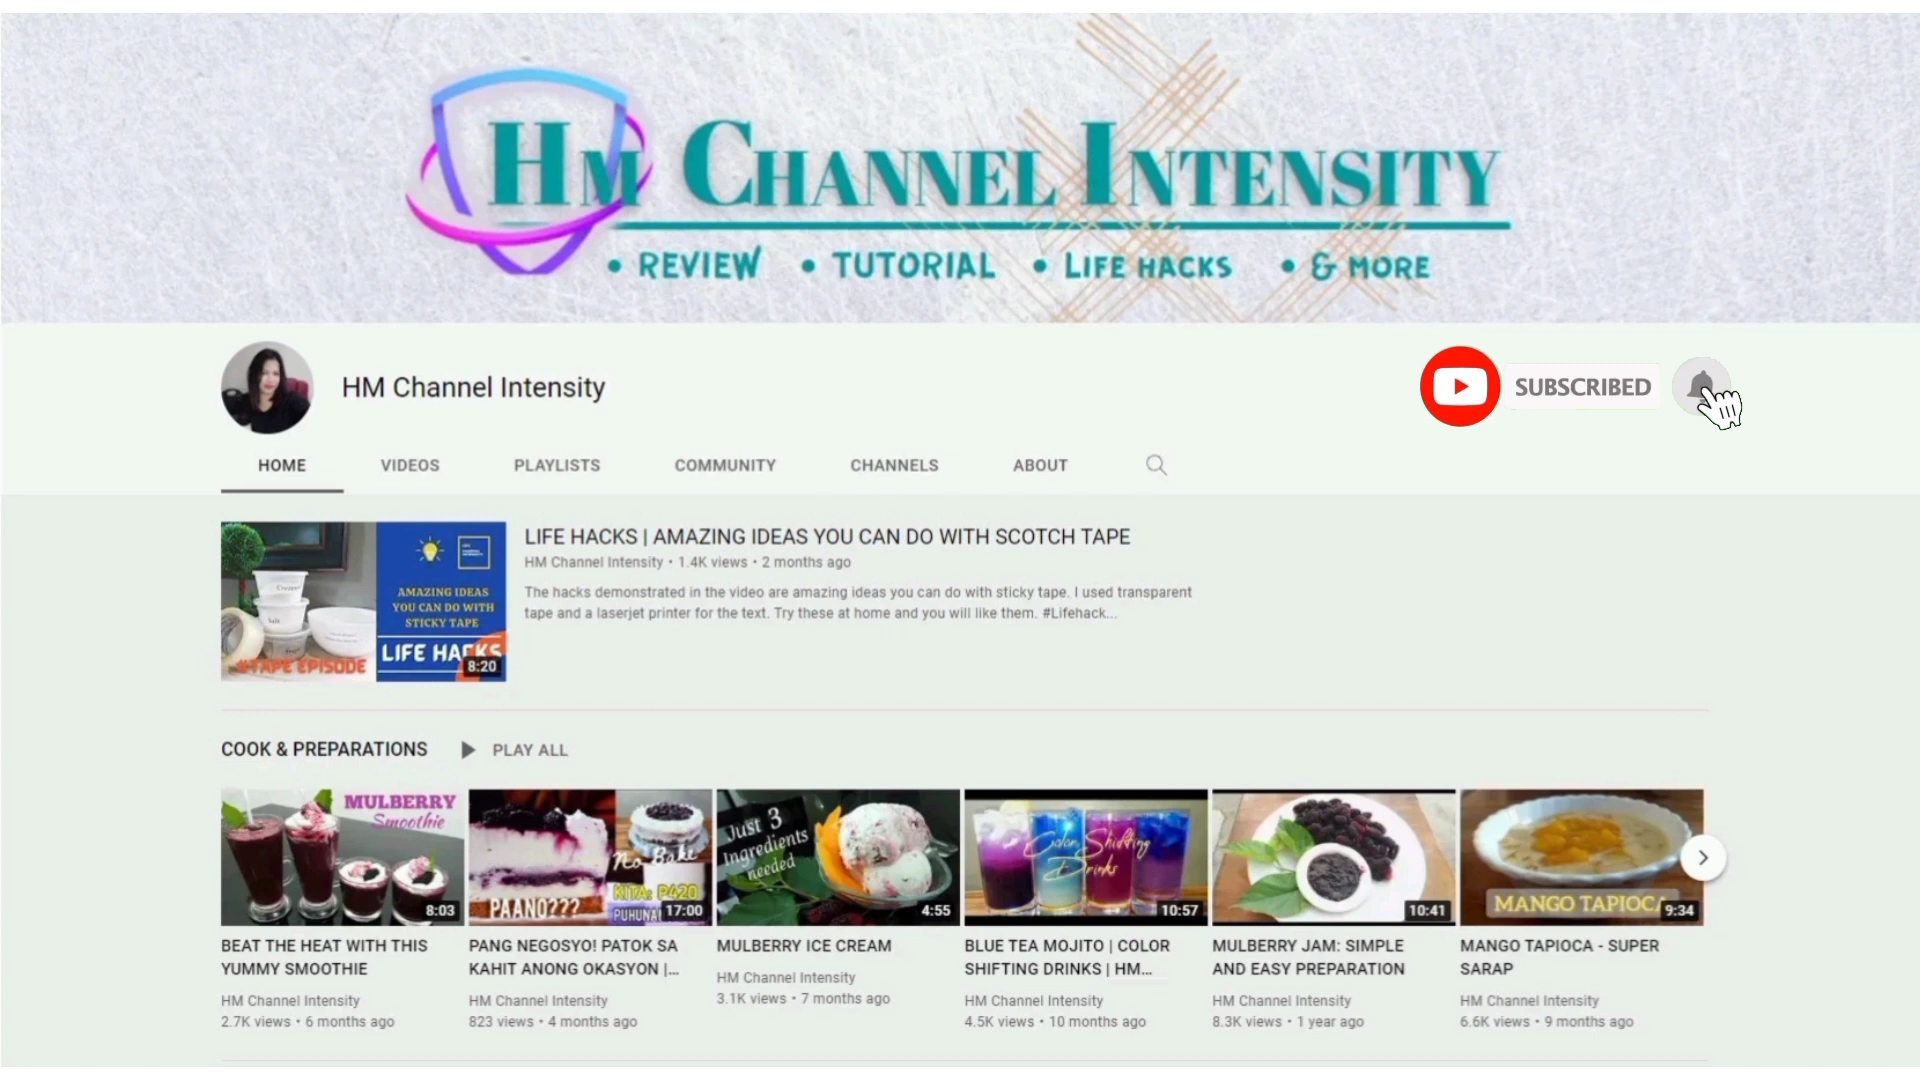 HM CHANNEL INTENSITY
• REVIEW • TUTORIAL • LIFE HACKS • & MORE
HM Channel Intensity
SUBSCRIBED
HOME VIDEOS PLAYLISTS COMMUNITY CHANNELS ABOUT
AMAZING IDEAS
YOU CAN DO WITH
STICKY TAPE
LIFE HACKS
#TAPE EPISODE
8:20
LIFE HACKS | AMAZING IDEAS YOU CAN DO WITH SCOTCH TAPE
HM Channel Intensity • 1.4K views • 2 months ago
The hacks demonstrated in the video are amazing ideas you can do with sticky tape. I used transparent
tape and a laserjet printer for the text. Try these at home and you will like them. #Lifehack...
COOK & PREPARATIONS PLAY ALL
MULBERRY
Smoothie
8:03
BEAT THE HEAT WITH THIS
YUMMY SMOOTHIE
HM Channel Intensity
2.7K views • 6 months ago
No Bake
KITA: P420
PAANO???
17:00
PANG NEGOSYO! PATOK SA
KAHIT ANONG OKASYON |...
HM Channel Intensity
823 views • 4 months ago
Just 3
Ingredients
needed
4:55
MULBERRY ICE CREAM
HM Channel Intensity
3.1K views • 7 months ago
Color Shifting
Drinks
10:57
BLUE TEA MOJITO | COLOR
SHIFTING DRINKS | HM...
HM Channel Intensity
4.5K views • 10 months ago
10:41
MULBERRY JAM: SIMPLE
AND EASY PREPARATION
HM Channel Intensity
8.3K views • 1 year ago
MANGO TAPIOCA
9:34
MANGO TAPIOCA - SUPER
SARAP
HM Channel Intensity
6.6K views • 9 months ago